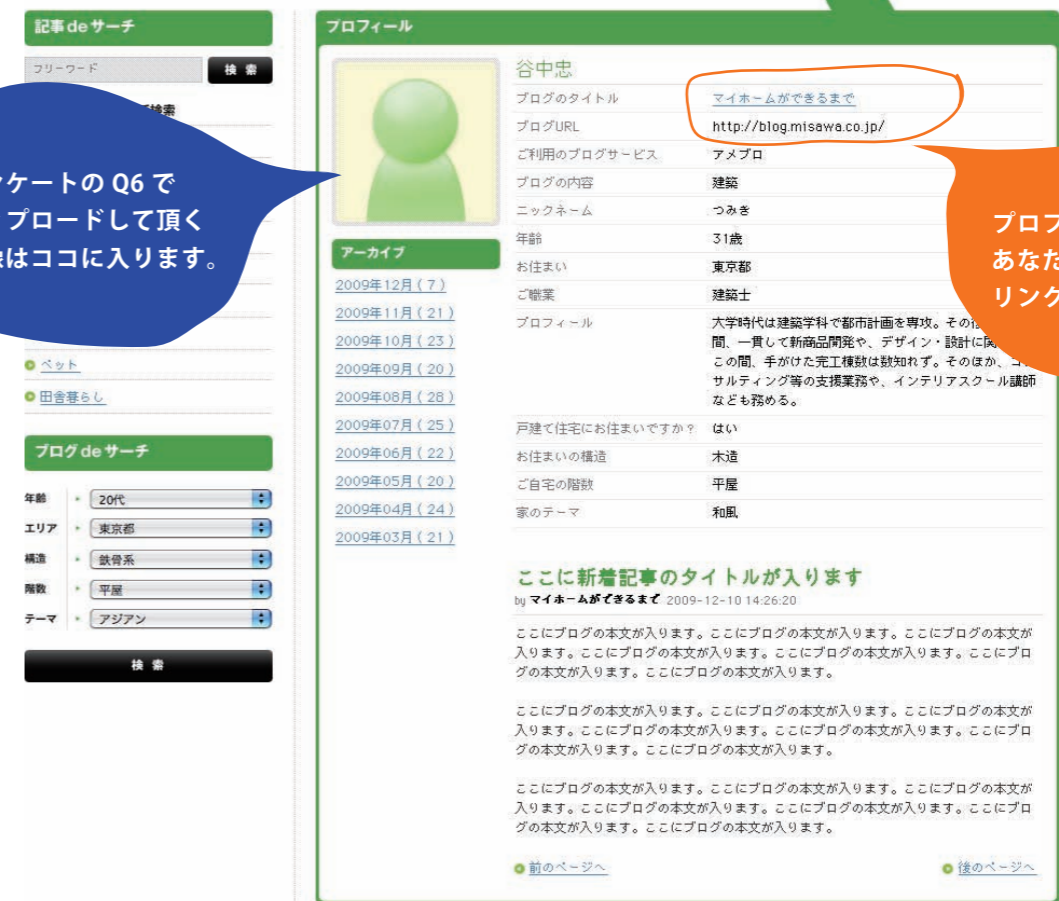 記事 de サーチ
フリーワード
検 索
検索
ケートの Q6 で
プロードして頂く
はココに入ります。
ペット
田舎暮らし
ブログ de サーチ
年齢 20代
エリア 東京都
構造 鉄骨系
階数 平屋
テーマ アジアン
検 索
プロフィール
アーカイブ
2009年12月 ( 7 )
2009年11月 ( 21 )
2009年10月 ( 23 )
2009年09月 ( 20 )
2009年08月 ( 28 )
2009年07月 ( 25 )
2009年06月 ( 22 )
2009年05月 ( 20 )
2009年04月 ( 24 )
2009年03月 ( 21 )
谷中忠
ブログのタイトル マイホームができるまで
ブログURL http://blog.misawa.co.jp/
ご利用のブログサービス アメブロ
ブログの内容 建築
ニックネーム つみき
年齢 31歳
お住まい 東京都
ご職業 建築士
プロフィール 大学時代は建築学科で都市計画を専攻。その
間、一貫して新商品開発や、デザイン・設計に
この間、手がけた完工棟数は数知れず。そのほか、
サルティング等の支援業務や、インテリアスクール講師
なども務める。
戸建て住宅にお住まいですか？ はい
お住まいの構造 木造
ご自宅の階数 平屋
家のテーマ 和風
プロフ
あなた
リンク
ここに新着記事のタイトルが入ります
by マイホームができるまで 2009-12-10 14:26:20
ここにブログの本文が入ります。ここにブログの本文が入ります。ここにブログの本文が
入ります。ここにブログの本文が入ります。ここにブログの本文が入ります。ここにブロ
グの本文が入ります。ここにブログの本文が入ります。
ここにブログの本文が入ります。ここにブログの本文が入ります。ここにブログの本文が
入ります。ここにブログの本文が入ります。ここにブログの本文が入ります。ここにブロ
グの本文が入ります。ここにブログの本文が入ります。
ここにブログの本文が入ります。ここにブログの本文が入ります。ここにブログの本文が
入ります。ここにブログの本文が入ります。ここにブログの本文が入ります。ここにブロ
グの本文が入ります。ここにブログの本文が入ります。
前のページへ
後のページへ